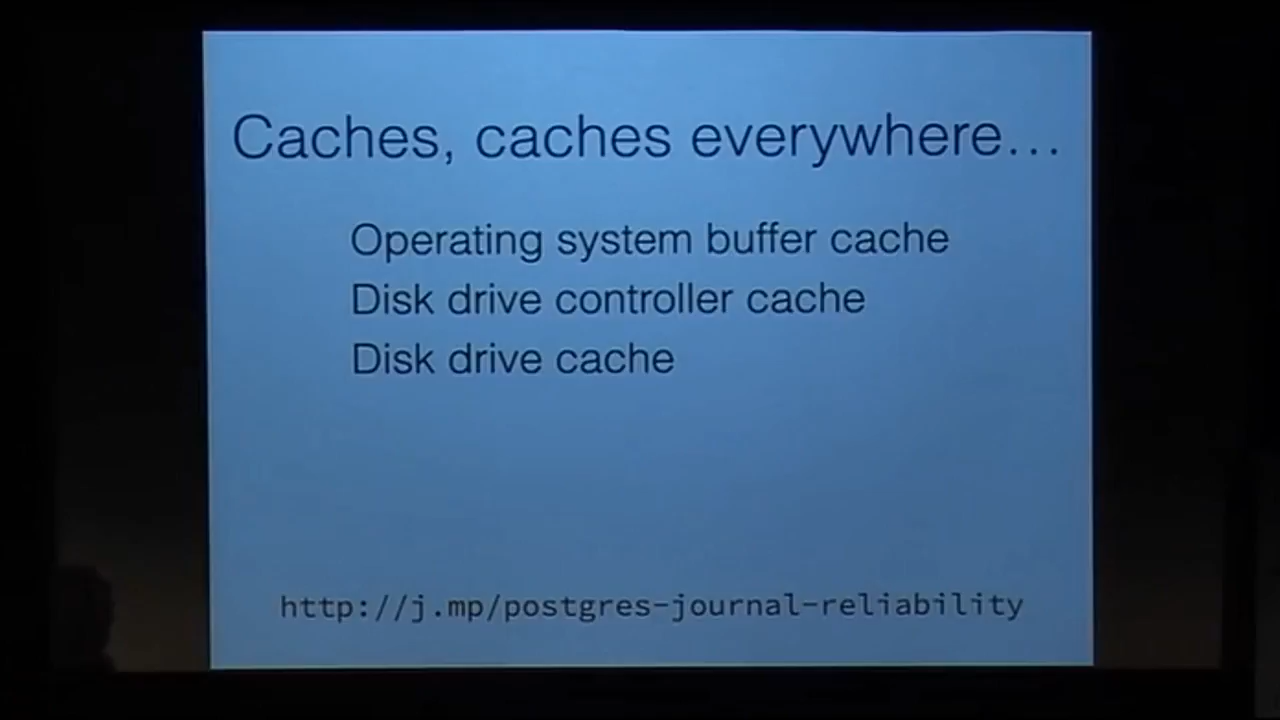 Caches, caches everywhere…
Operating system buffer cache
Disk drive controller cache
Disk drive cache
http://j.mp/postgres-journal-reliability